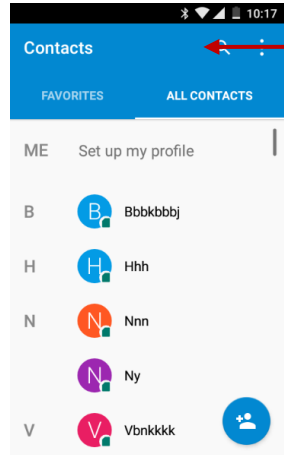 10:17
Contacts
FAVORITES ALL CONTACTS
ME Set up my profile
B B Bbbkbbbj
H H Hhh
N N Nnn
N Ny
V V Vbnkkkk